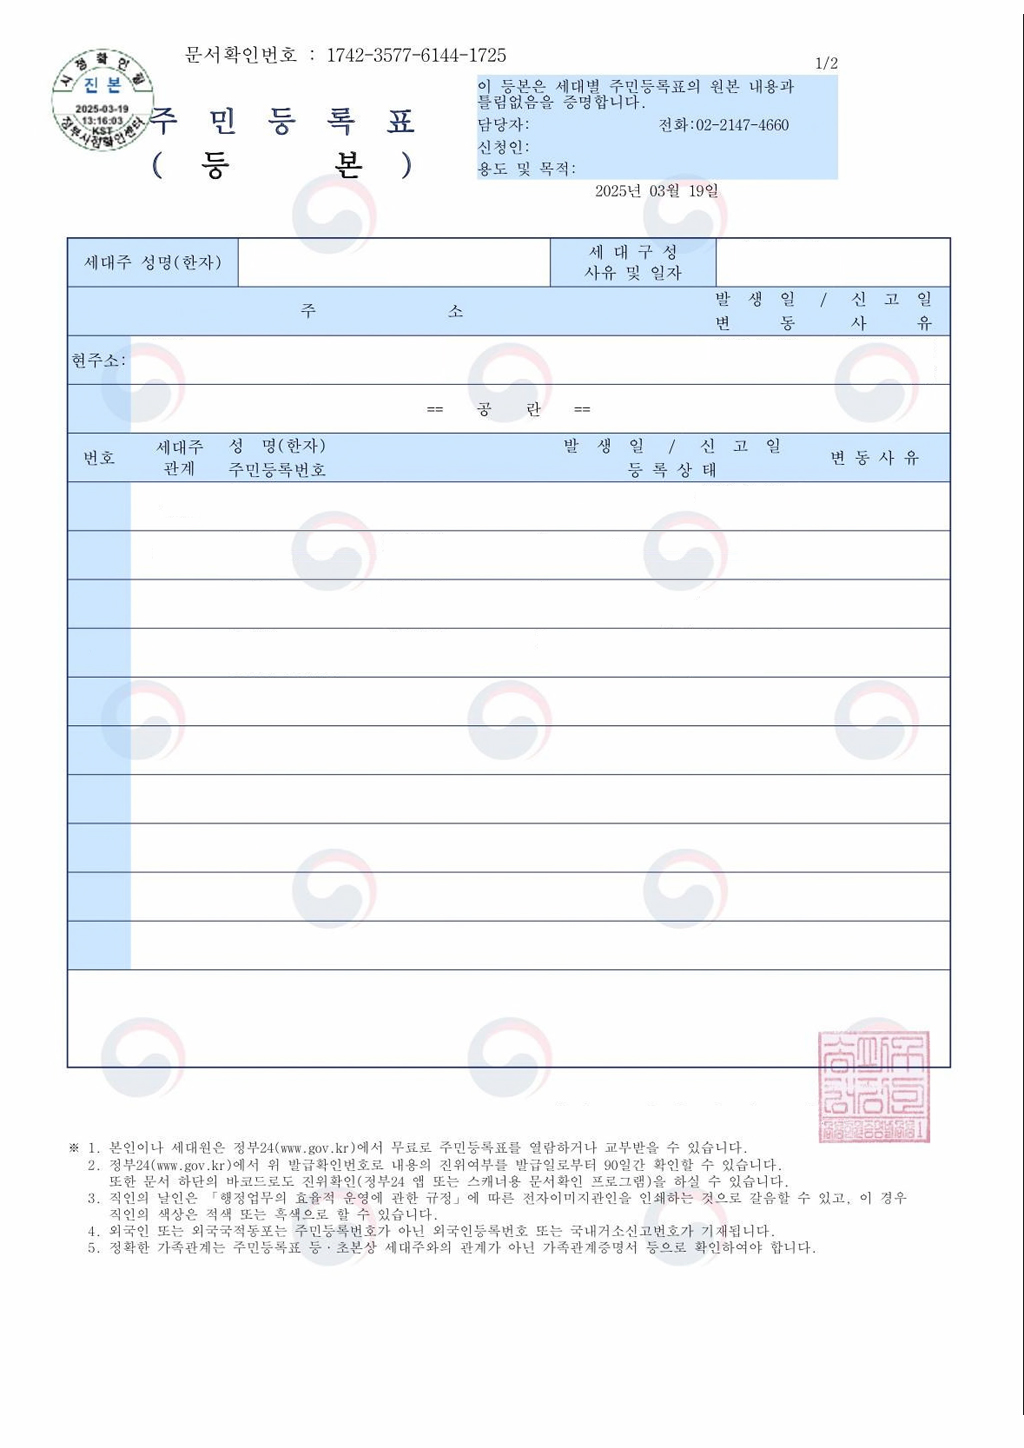 문서확인번호 : 1742-3577-6144-1725
1/2
시점확인필
진본
2025-03-19
13:16:03
KST
정부시점확인센터
주 민 등 록 표
( 등 본 )
이 등본은 세대별 주민등록표의 원본 내용과
틀림없음을 증명합니다.
담당자: 전화:02-2147-4660
신청인:
용도 및 목적:
2025년 03월 19일
세대주 성명(한자)
세 대 구 성
사유 및 일자
주 소
발 생 일 / 신 고 일
변 동 사 유
현주소:
== 공 란 ==
번호
세대주
관계
성 명(한자)
주민등록번호
발 생 일 / 신 고 일
등 록 상 태
변 동 사 유
※ 1. 본인이나 세대원은 정부24(www.gov.kr)에서 무료로 주민등록표를 열람하거나 교부받을 수 있습니다.
2. 정부24(www.gov.kr)에서 위 발급확인번호로 내용의 진위여부를 발급일로부터 90일간 확인할 수 있습니다.
또한 문서 하단의 바코드로도 진위확인(정부24 앱 또는 스캐너용 문서확인 프로그램)을 하실 수 있습니다.
3. 직인의 날인은 「행정업무의 효율적 운영에 관한 규정」에 따른 전자이미지관인을 인쇄하는 것으로 갈음할 수 있고, 이 경우
직인의 색상은 적색 또는 흑색으로 할 수 있습니다.
4. 외국인 또는 외국국적동포는 주민등록번호가 아닌 외국인등록번호 또는 국내거소신고번호가 기재됩니다.
5. 정확한 가족관계는 주민등록표 등·초본상 세대주와의 관계가 아닌 가족관계증명서 등으로 확인하여야 합니다.